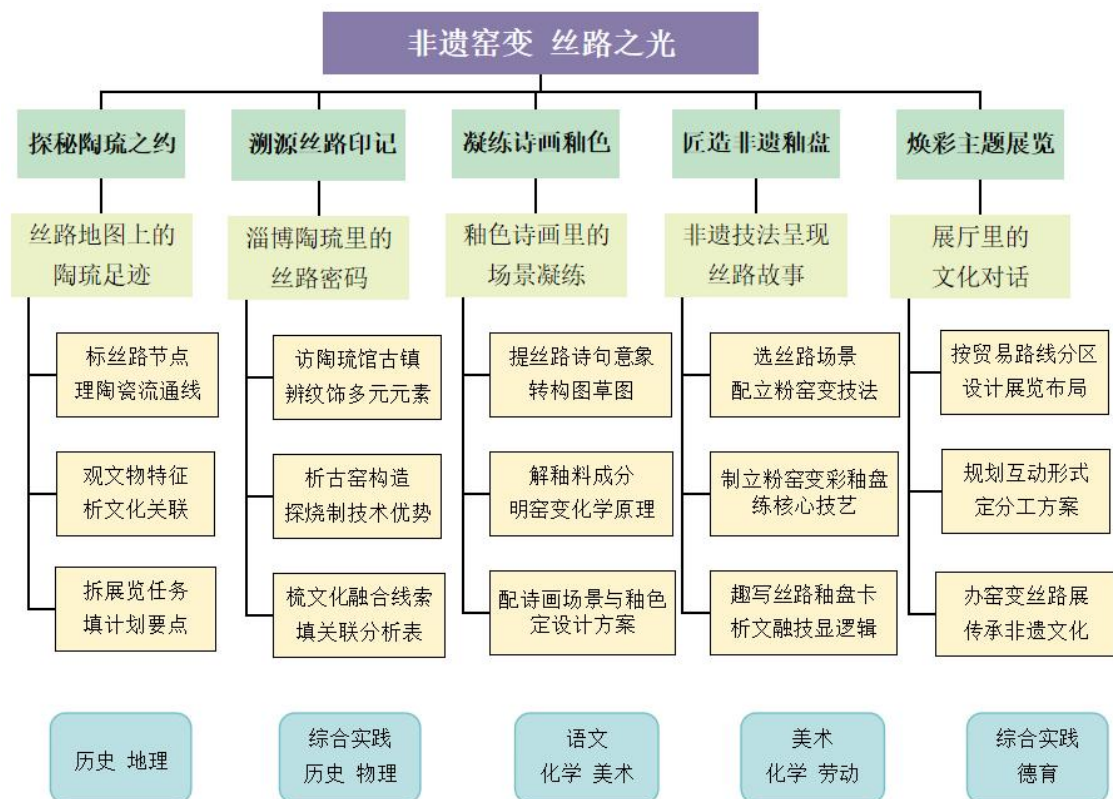 非遗窑变 丝路之光
探秘陶琉之约
溯源丝路印记
凝练诗画釉色
匠造非遗釉盘
焕彩主题展览
丝路地图上的
陶琉足迹
淄博陶琉里的
丝路密码
釉色诗画里的
场景凝练
非遗技法呈现
丝路故事
展厅里的
文化对话
标丝路节点
理陶瓷流通线
访陶琉馆古镇
辨纹饰多元元素
提丝路诗句意象
转构图草图
选丝路场景
配立粉窑变技法
按贸易路线分区
设计展览布局
观文物特征
析文化关联
析古窑构造
探烧制技术优势
解釉料成分
明窑变化学原理
制立粉窑变彩釉盘
练核心技艺
规划互动形式
定分工方案
拆展览任务
填计划要点
梳文化融合线索
填关联分析表
配诗画场景与釉色
定设计方案
趣写丝路釉盘卡
析文融技显逻辑
办窑变丝路展
传承非遗文化
历史 地理
综合实践
历史 物理
语文
化学 美术
美术
化学 劳动
综合实践
德育